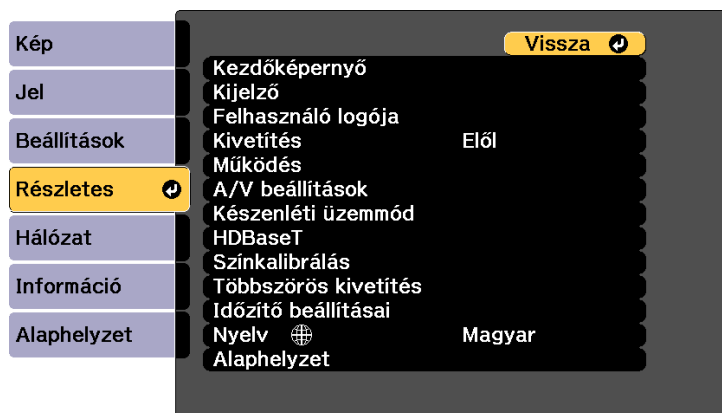 Kép
Jel
Beállítások
Részletes
Hálózat
Információ
Alaphelyzet
Vissza
Kezdőképernyő
Kijelző
Felhasználó logója
Kivetítés Elől
Működés
A/V beállítások
Készenléti üzemmód
HDBaseT
Színkalibrálás
Többszörös kivetítés
Időzítő beállításai
Nyelv Magyar
Alaphelyzet